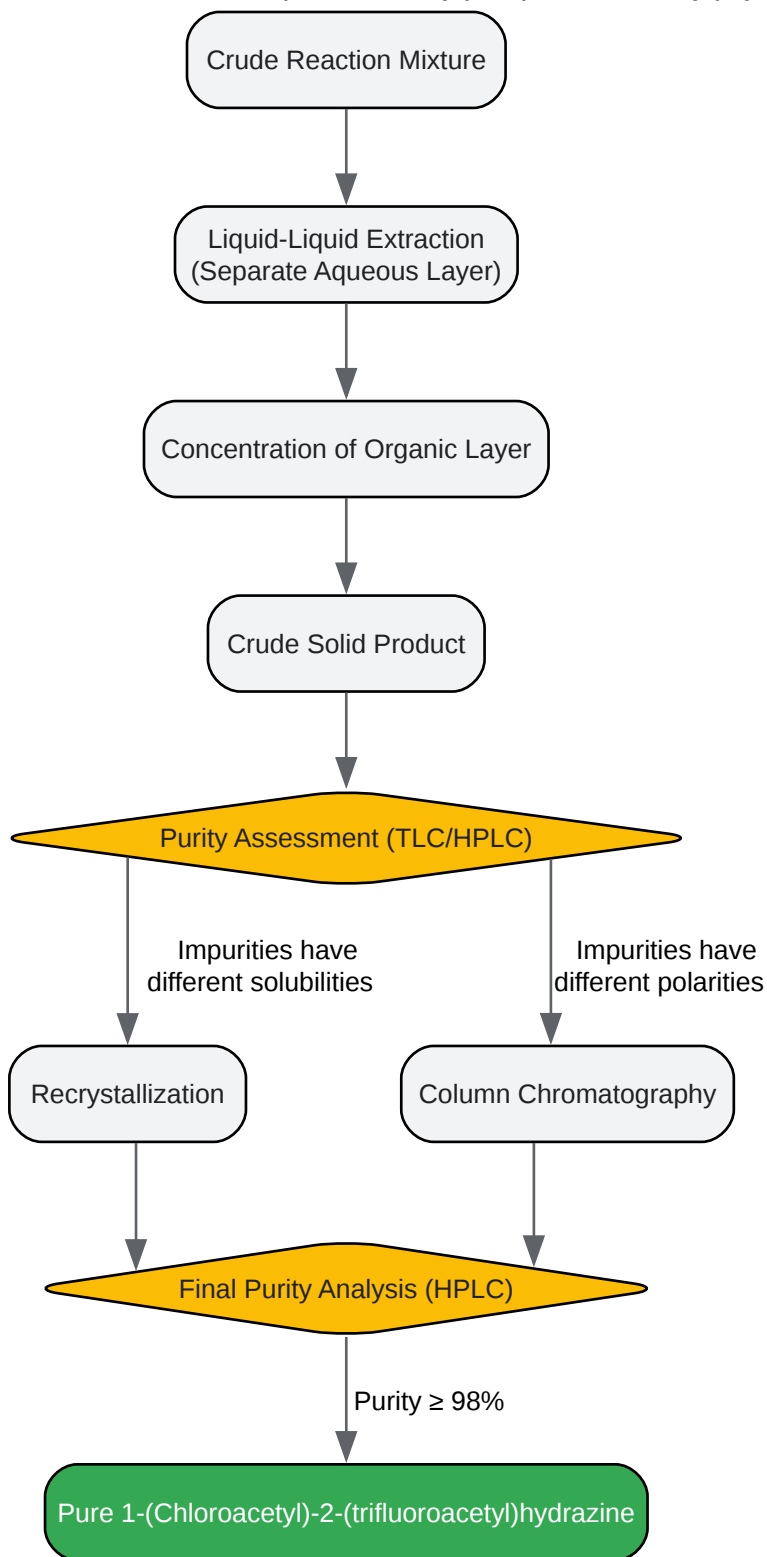 Crude Reaction Mixture
Liquid-Liquid Extraction
(Separate Aqueous Layer)
Concentration of Organic Layer
Crude Solid Product
Purity Assessment (TLC/HPLC)
Impurities have
different solubilities
Impurities have
different polarities
Recrystallization
Column Chromatography
Final Purity Analysis (HPLC)
Purity ≥ 98%
Pure 1-(Chloroacetyl)-2-(trifluoroacetyl)hydrazine